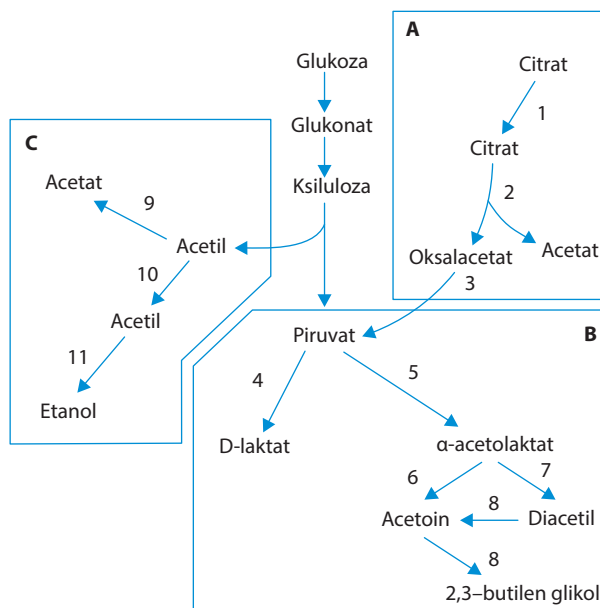 A
Citrat
1
Citrat
2
Oksalacetat
Acetat
3
Glukoza
Glukonat
Ksiluloza
C
Acetat
9
Acetil
10
Acetil
11
Etanol
B
Piruvat
4
5
D-laktat
α-acetolaktat
6
7
Acetoin
8
Diacetil
8
2,3–butilen glikol